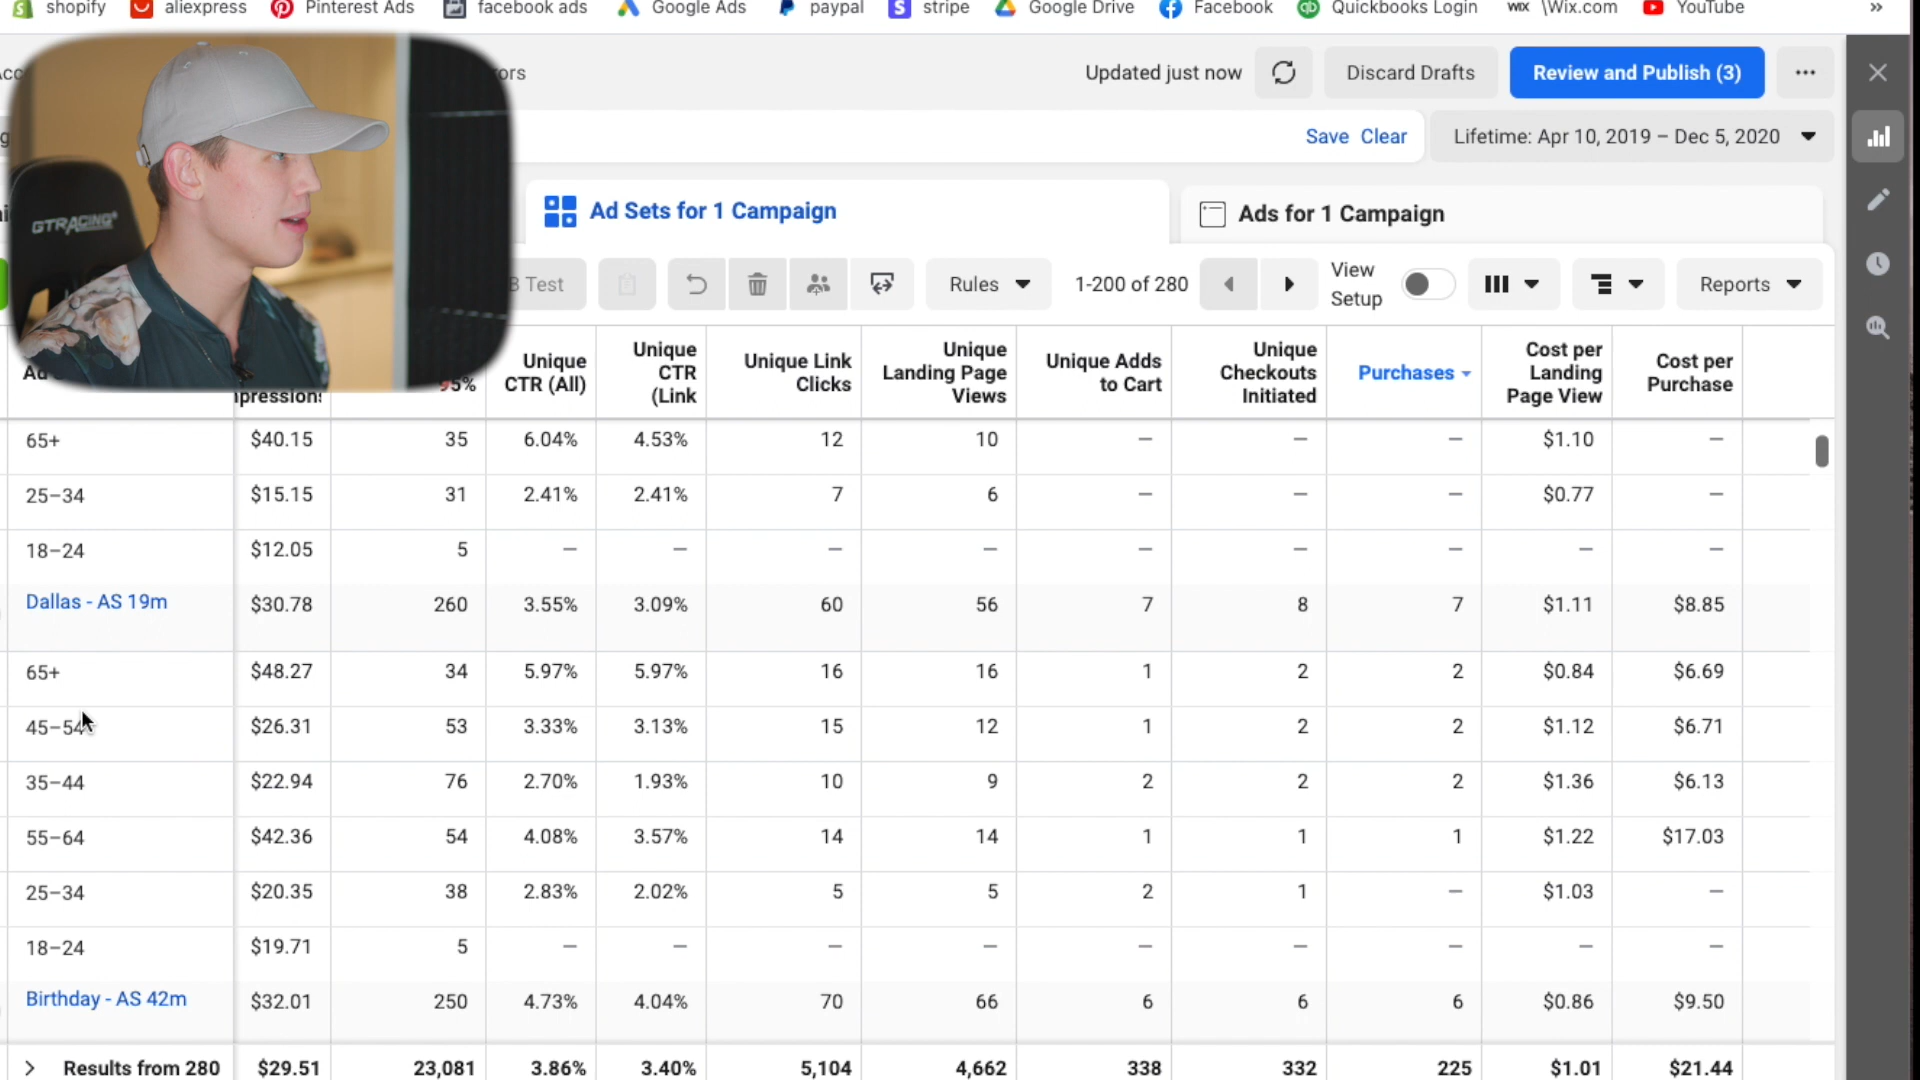 shopify aliexpress Pinterest Ads facebook ads Google Ads paypal stripe Google Drive Facebook Quickbooks Login WIX \Wix.com YouTube »
Updated just now Discard Drafts Review and Publish (3) ...
Save Clear Lifetime: Apr 10, 2019 – Dec 5, 2020
GTRACING
Ad Sets for 1 Campaign Ads for 1 Campaign
Test Rules 1-200 of 280 View Setup Reports
95% Unique CTR (All) Unique CTR (Link Unique Link Clicks Unique Landing Page Views Unique Adds to Cart Unique Checkouts Initiated Purchases Cost per Landing Page View Cost per Purchase
65+ $40.15 35 6.04% 4.53% 12 10 — — — $1.10 —
25–34 $15.15 31 2.41% 2.41% 7 6 — — — $0.77 —
18–24 $12.05 5 — — — — — — — — —
Dallas - AS 19m $30.78 260 3.55% 3.09% 60 56 7 8 7 $1.11 $8.85
65+ $48.27 34 5.97% 5.97% 16 16 1 2 2 $0.84 $6.69
45–54 $26.31 53 3.33% 3.13% 15 12 1 2 2 $1.12 $6.71
35–44 $22.94 76 2.70% 1.93% 10 9 2 2 2 $1.36 $6.13
55–64 $42.36 54 4.08% 3.57% 14 14 1 1 1 $1.22 $17.03
25–34 $20.35 38 2.83% 2.02% 5 5 2 1 — $1.03 —
18–24 $19.71 5 — — — — — — — — —
Birthday - AS 42m $32.01 250 4.73% 4.04% 70 66 6 6 6 $0.86 $9.50
Results from 280 $29.51 23,081 3.86% 3.40% 5,104 4,662 338 332 225 $1.01 $21.44